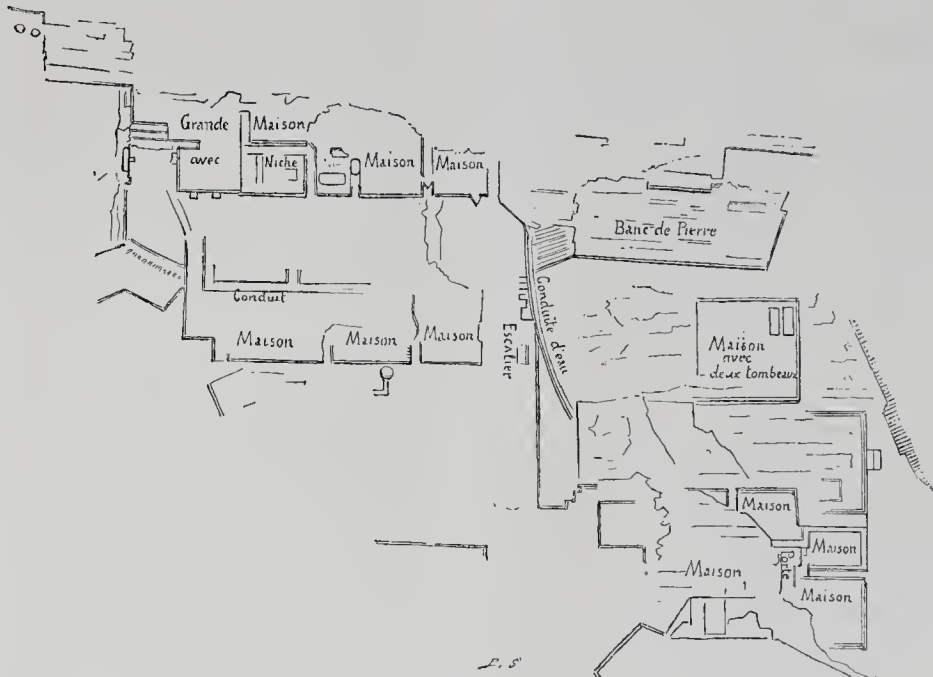 Grande
Maison
avec
Niche
Maison
Maison
Banc de Pierre
Conduit
Conduite d'eau
Escalier
Maison
Maison
Maison
Maison
avec
deux tombeaux
Maison
Maison
Porte
Maison
Maison